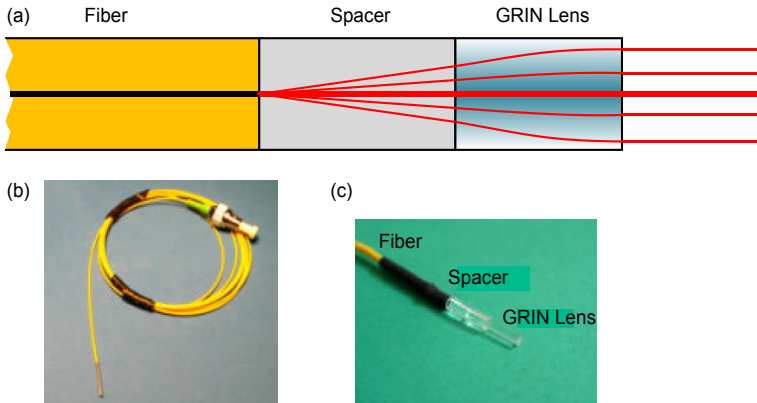 (a) Fiber Spacer GRIN Lens
(b)
(c)
Fiber
Spacer
GRIN Lens